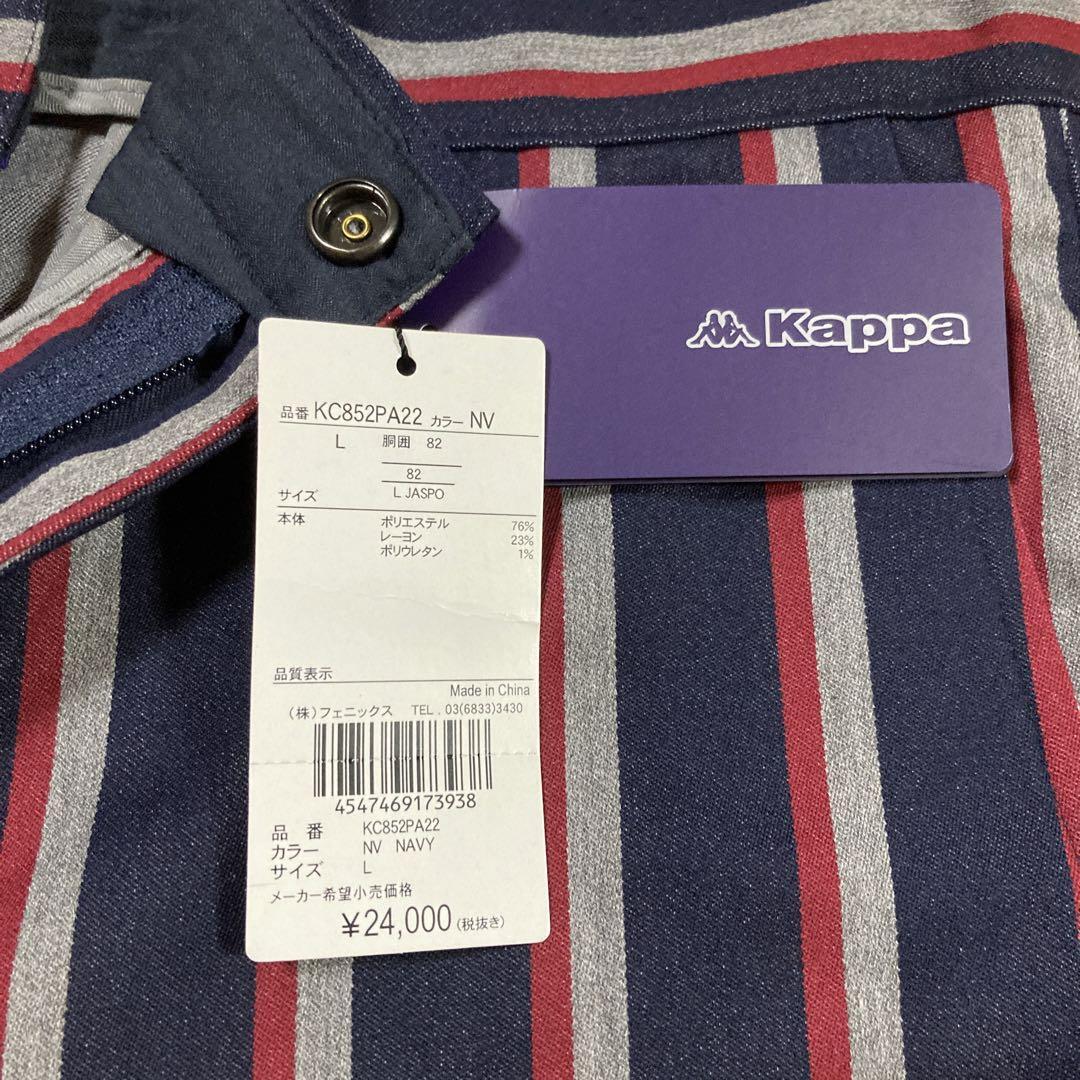 Kappa
品番 KC852PA22 カラー NV
L 胴囲 82
82
サイズ L JASPO
本体 ポリエステル 76%
レーヨン 23%
ポリウレタン 1%
品質表示
Made in China
(株)フェニックス TEL. 03(6833)3430
4547469173938
品 番 KC852PA22
カラー NV NAVY
サイズ L
メーカー希望小売価格
¥24,000(税抜き)